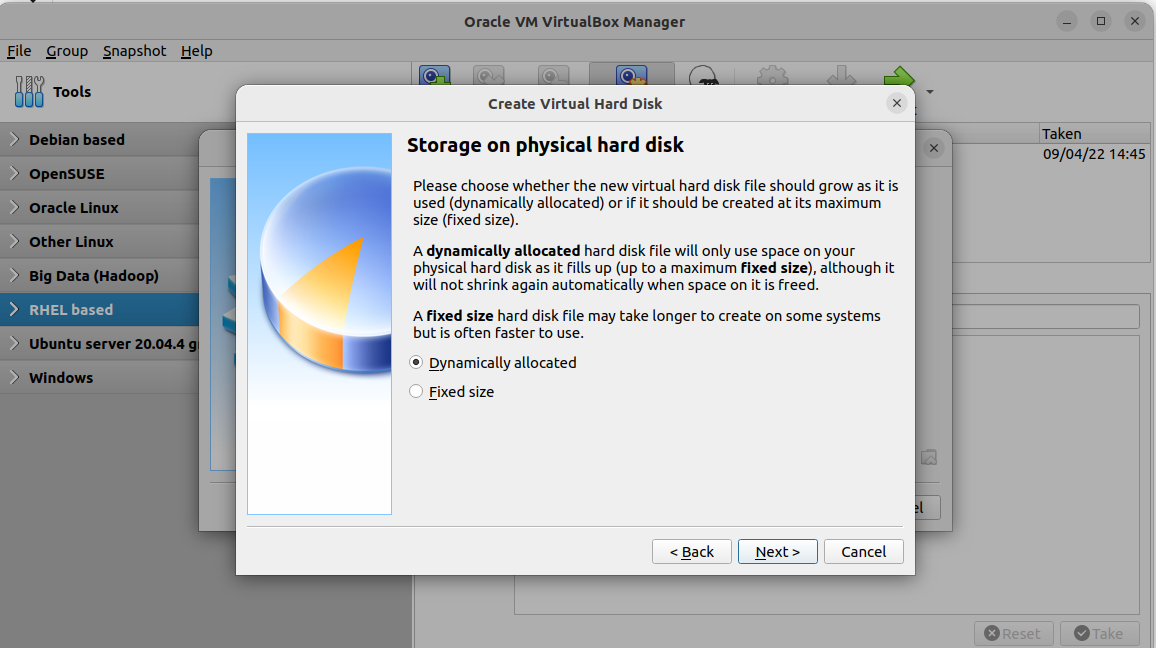 Oracle VM VirtualBox Manager
File Group Snapshot Help
Tools
Debian based
OpenSUSE
Oracle Linux
Other Linux
Big Data (Hadoop)
RHEL based
Ubuntu server 20.04.4
Windows
Taken
09/04/22 14:45
Create Virtual Hard Disk
Storage on physical hard disk
Please choose whether the new virtual hard disk file should grow as it is
used (dynamically allocated) or if it should be created at its maximum
size (fixed size).
A dynamically allocated hard disk file will only use space on your
physical hard disk as it fills up (up to a maximum fixed size), although it
will not shrink again automatically when space on it is freed.
A fixed size hard disk file may take longer to create on some systems
but is often faster to use.
Dynamically allocated
Fixed size
< Back Next > Cancel
Reset Take